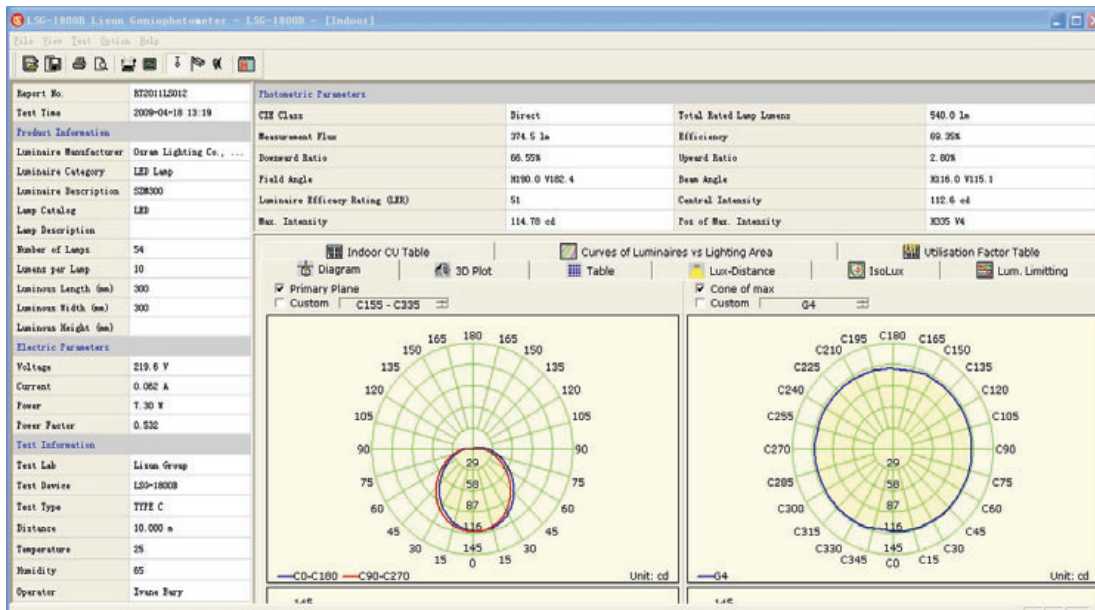 LSG-1800B Lisun Goniophotometer - LSG-1800B - [Indoor]
File View Test Option Help
Report No. RT2011LS012
Test Time 2009-04-18 13:19
Product Information
Luminaire Manufacturer Osram Lighting Co., ...
Luminaire Category LED Lamp
Luminaire Description SDM300
Lamp Catalog LED
Lamp Description
Number of Lamps 54
Lumens per Lamp 10
Luminous Length (mm) 300
Luminous Width (mm) 300
Luminous Height (mm)
Electric Parameters
Voltage 219.6 V
Current 0.062 A
Power 7.30 W
Power Factor 0.532
Test Information
Test Lab Lisun Group
Test Device LSG-1800B
Test Type TYPE C
Distance 10.000 m
Temperature 25
Humidity 65
Operator Ivane Bary
Photometric Parameters
CIE Class Direct Total Rated Lamp Lumens 540.0 lm
Measurement Flux 374.5 lm Efficiency 69.35%
Downward Ratio 66.55% Upward Ratio 2.80%
Field Angle H190.0 V182.4 Beam Angle H116.0 V115.1
Luminaire Efficacy Rating (LER) 51 Central Intensity 112.6 cd
Max. Intensity 114.78 cd Pos of Max. Intensity H335 V4
Indoor CU Table Curves of Luminaires vs Lighting Area Utilisation Factor Table
Diagram 3D Plot Table Lux-Distance IsoLux Lum. Limitting
Primary Plane
Custom C155 - C335
165 180 165
150 150
135 135
120 120
105 105
90 90
29
75 58 75
60 87 60
45 116 45
30 145 30
15 0 15
C0-C180 C90-C270 Unit: cd
Cone of max
Custom G4
C195 C180 C165
C210 C150
C225 C135
C240 C120
C255 C105
C270 C90
29
C285 58 C75
C300 87 C60
C315 116 C45
C330 145 C30
C345 C0 C15
G4 Unit: cd
145 145